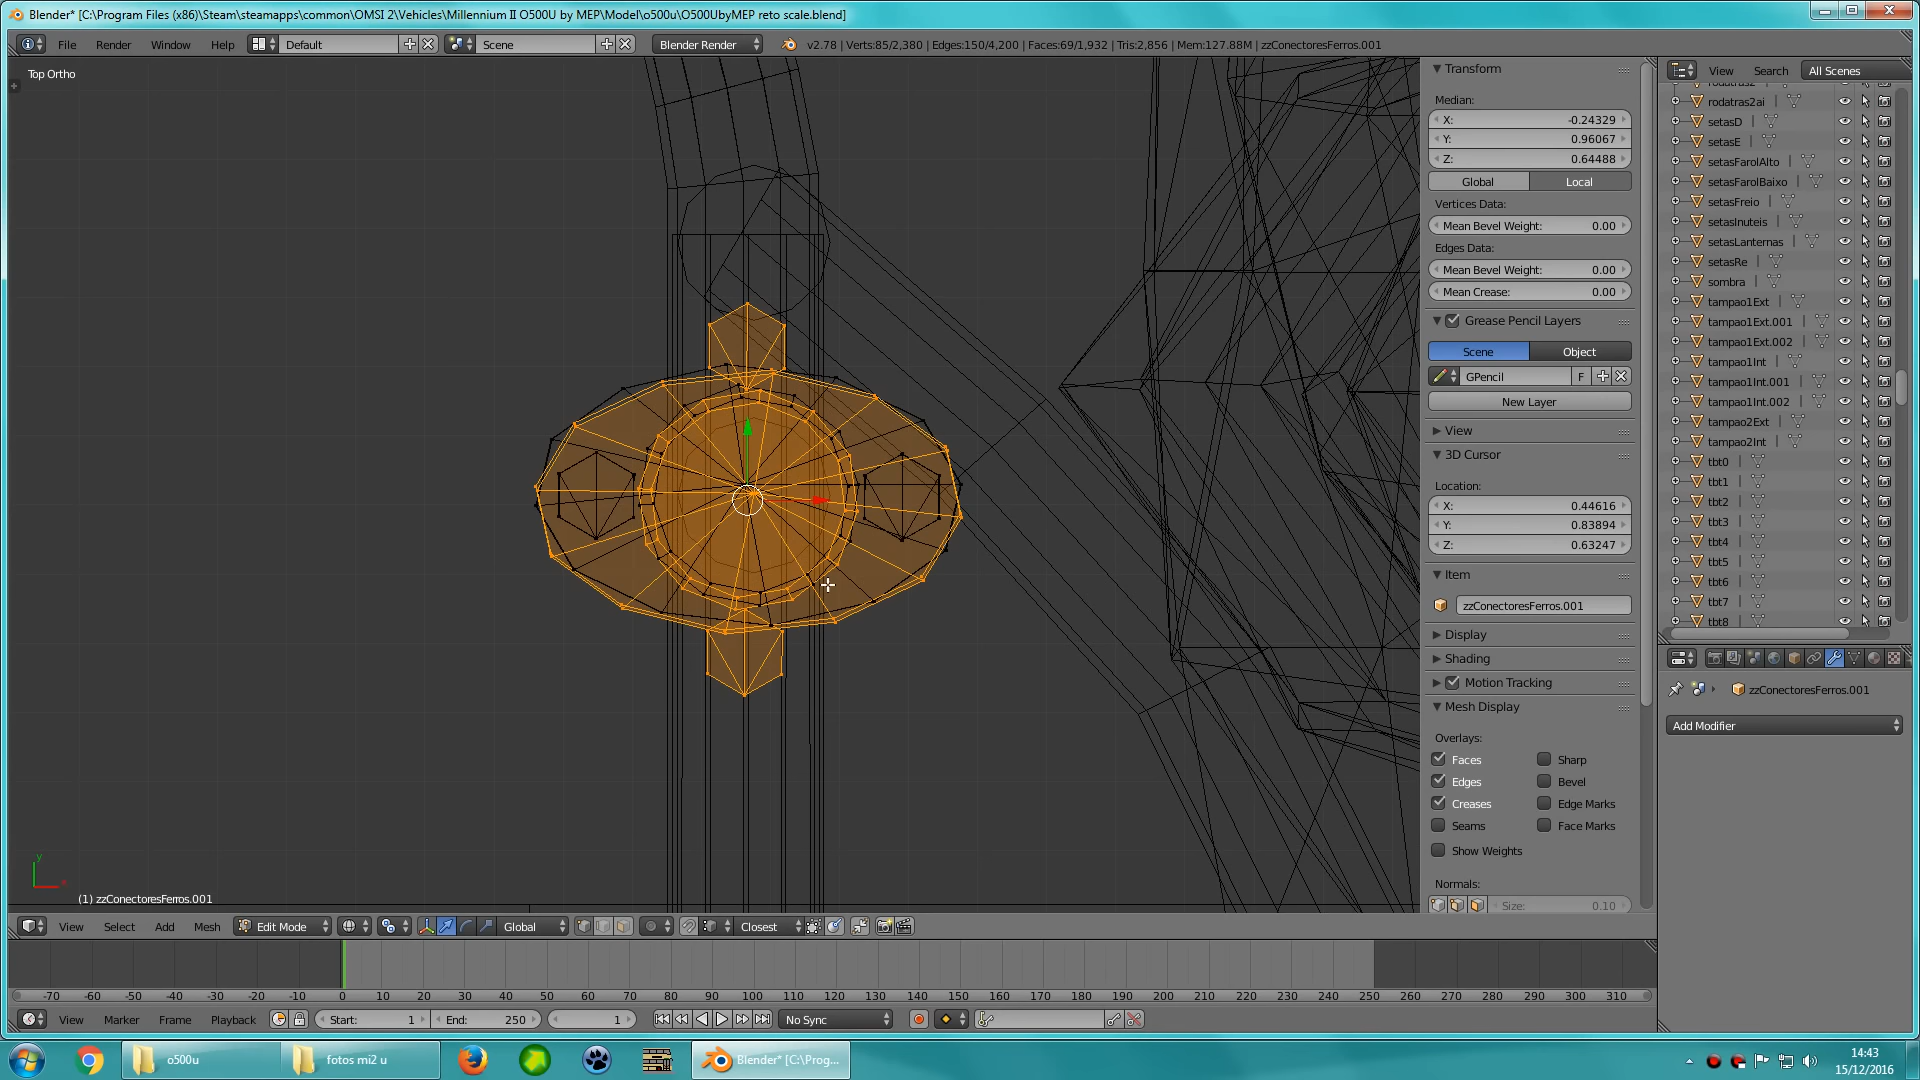 Blender* [C:\Program Files (x86)\Steam\steamapps\common\OMSI 2\Vehicles\Millennium II O500U by MEP\Model\o500u\O500UbyMEP reto scale.blend]
File Render Window Help Default Scene Blender Render v2.78 | Verts:85/2,380 | Edges:150/4,200 | Faces:69/1,932 | Tris:2,856 | Mem:127.88M | zzConectoresFerros.001
Top Ortho
(1) zzConectoresFerros.001
Transform
Median:
X: -0.24329
Y: 0.96067
Z: 0.64488
Global Local
Vertices Data:
Mean Bevel Weight: 0.00
Edges Data:
Mean Bevel Weight: 0.00
Mean Crease: 0.00
Grease Pencil Layers
Scene Object
GPencil F
New Layer
View
3D Cursor
Location:
X: 0.44616
Y: 0.83894
Z: 0.63247
Item
zzConectoresFerros.001
Display
Shading
Motion Tracking
Mesh Display
Overlays:
Faces Sharp
Edges Bevel
Creases Edge Marks
Seams Face Marks
Show Weights
Normals:
Size: 0.10
View Search All Scenes
rodatras2ai
setasD
setasE
setasFarolAlto
setasFarolBaixo
setasFreio
setasInuteis
setasLanternas
setasRe
sombra
tampao1Ext
tampao1Ext.001
tampao1Ext.002
tampao1Int
tampao1Int.001
tampao1Int.002
tampao2Ext
tampao2Int
tbt0
tbt1
tbt2
tbt3
tbt4
tbt5
tbt6
tbt7
tbt8
zzConectoresFerros.001
Add Modifier
View Select Add Mesh Edit Mode Global Closest
-70 -60 -50 -40 -30 -20 -10 0 10 20 30 40 50 60 70 80 90 100 110 120 130 140 150 160 170 180 190 200 210 220 230 240 250 260 270 280 290 300 310
View Marker Frame Playback Start: 1 End: 250 1 No Sync
o500u fotos mi2 u Blender* [C:\Prog...
14:43
15/12/2016